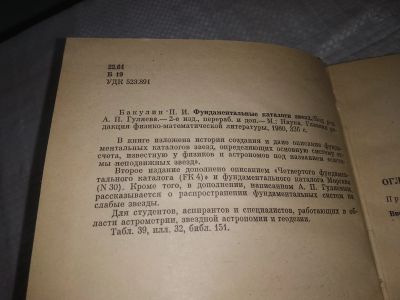 22.64
Б 19
УДК 523.891
Бакулин П. И. Фундаментальные каталоги звезд./Под ред.
А. П. Гуляева.— 2-е изд., перераб. и доп.— М.: Наука. Главная ре-
дакция физико-математической литературы, 1980, 336 с.
В книге изложена история создания и дано описание фунда-
ментальных каталогов звезд, определяющих основную систему от-
счета, известную у физиков и астрономов под названием «систе-
мы неподвижных звезд».
Второе издание дополнено описанием «Четвертого фундамен-
тального каталога (FK 4)» и фундаментального каталога Моргана
(N 30). Кроме того, в дополнении, написанном А. П. Гуляевым,
рассказывается о распространении фундаментальных систем на
слабые звезды.
Для студентов, аспирантов и специалистов, работающих в об-
ласти астрометрии, звездной астрономии и геодезии.
Табл. 39, илл. 32, библ. 151.
ОГЛ